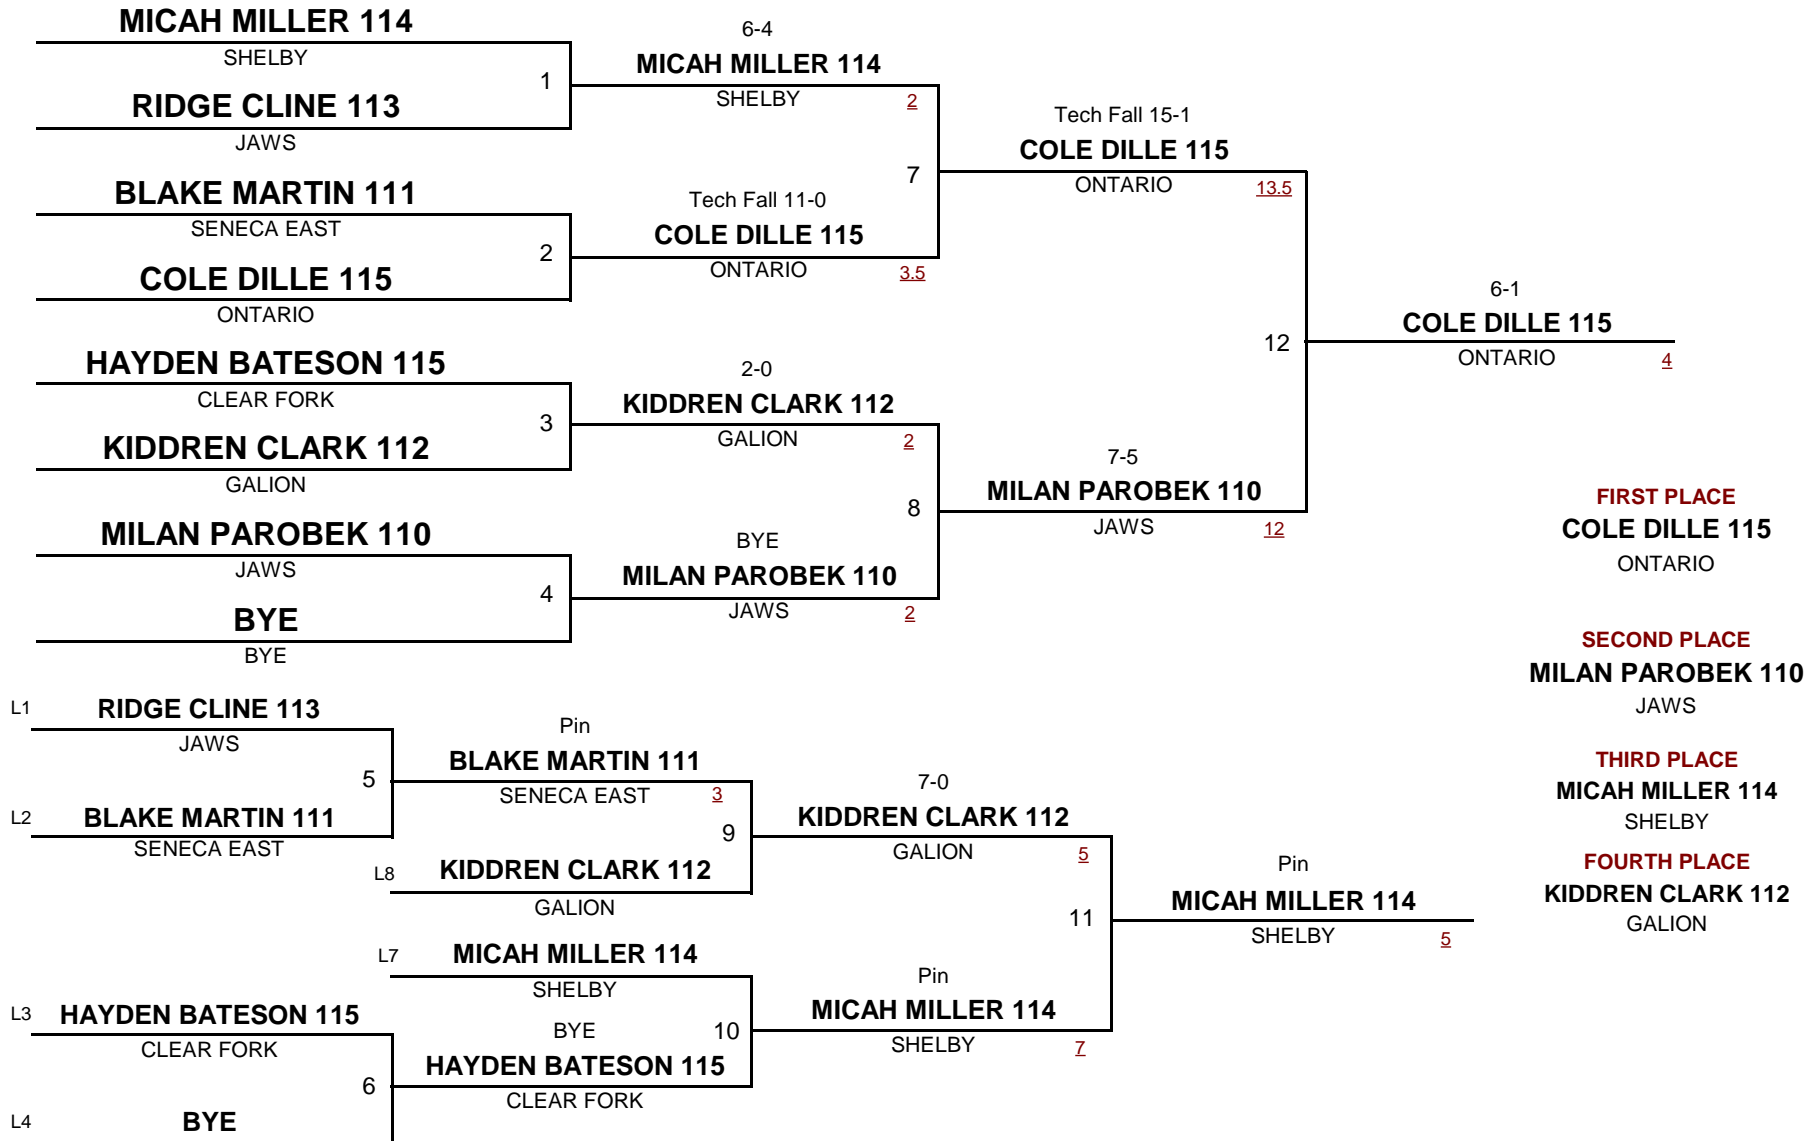 MICAH MILLER 114
SHELBY
1
RIDGE CLINE 113
JAWS
6-4
MICAH MILLER 114
SHELBY
2
BLAKE MARTIN 111
SENECA EAST
2
COLE DILLE 115
ONTARIO
7
Tech Fall 11-0
COLE DILLE 115
ONTARIO
3.5
Tech Fall 15-1
COLE DILLE 115
ONTARIO
13.5
HAYDEN BATESON 115
CLEAR FORK
3
KIDDREN CLARK 112
GALION
2-0
KIDDREN CLARK 112
GALION
2
MILAN PAROBEK 110
JAWS
4
BYE
BYE
8
BYE
MILAN PAROBEK 110
JAWS
2
7-5
MILAN PAROBEK 110
JAWS
12
12
6-1
COLE DILLE 115
ONTARIO
4
FIRST PLACE
COLE DILLE 115
ONTARIO
SECOND PLACE
MILAN PAROBEK 110
JAWS
THIRD PLACE
MICAH MILLER 114
SHELBY
FOURTH PLACE
KIDDREN CLARK 112
GALION
L1
RIDGE CLINE 113
JAWS
5
L2
BLAKE MARTIN 111
SENECA EAST
Pin
BLAKE MARTIN 111
SENECA EAST
3
9
L8
KIDDREN CLARK 112
GALION
7-0
KIDDREN CLARK 112
GALION
5
L7
MICAH MILLER 114
SHELBY
L3
HAYDEN BATESON 115
CLEAR FORK
6
L4
BYE
BYE
10
HAYDEN BATESON 115
CLEAR FORK
Pin
MICAH MILLER 114
SHELBY
7
11
Pin
MICAH MILLER 114
SHELBY
5